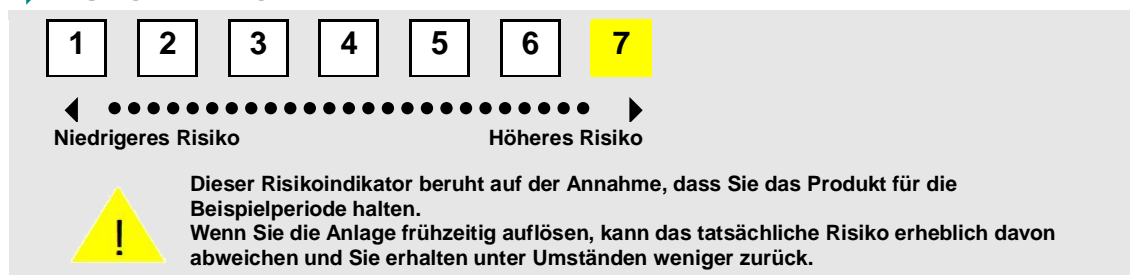 1 2 3 4 5 6 7
Niedrigeres Risiko Höheres Risiko
!
Dieser Risikoindikator beruht auf der Annahme, dass Sie das Produkt für die
Beispielperiode halten.
Wenn Sie die Anlage frühzeitig auflösen, kann das tatsächliche Risiko erheblich davon
abweichen und Sie erhalten unter Umständen weniger zurück.